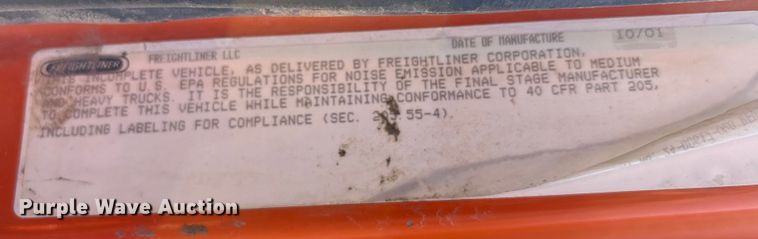 FREIGHTLINER
FREIGHTLINER LLC
DATE OF MANUFACTURE 10/01
THIS INCOMPLETE VEHICLE, AS DELIVERED BY FREIGHTLINER CORPORATION,
CONFORMS TO U.S. EPA REGULATIONS FOR NOISE EMISSION APPLICABLE TO MEDIUM
AND HEAVY TRUCKS. IT IS THE RESPONSIBILITY OF THE FINAL STAGE MANUFACTURER
TO COMPLETE THIS VEHICLE WHILE MAINTAINING CONFORMANCE TO 40 CFR PART 205,
INCLUDING LABELING FOR COMPLIANCE (SEC. 205 55-4).
Purple Wave Auction